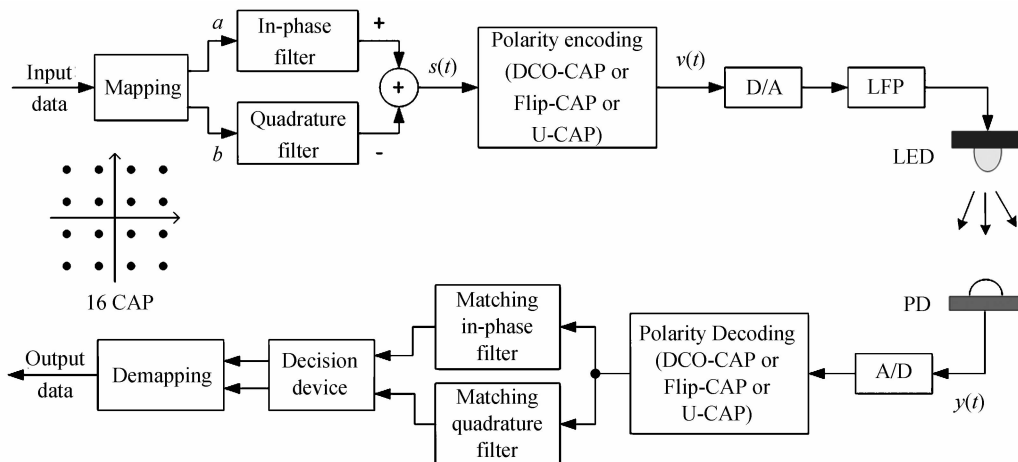 Input
data
Mapping
a
b
In-phase
filter
Quadrature
filter
+
-
+
s(t)
Polarity encoding
(DCO-CAP or
Flip-CAP or
U-CAP)
v(t)
D/A
LFP
LED
16 CAP
PD
A/D
y(t)
Polarity Decoding
(DCO-CAP or
Flip-CAP or
U-CAP)
Matching
in-phase
filter
Matching
quadrature
filter
Decision
device
Demapping
Output
data